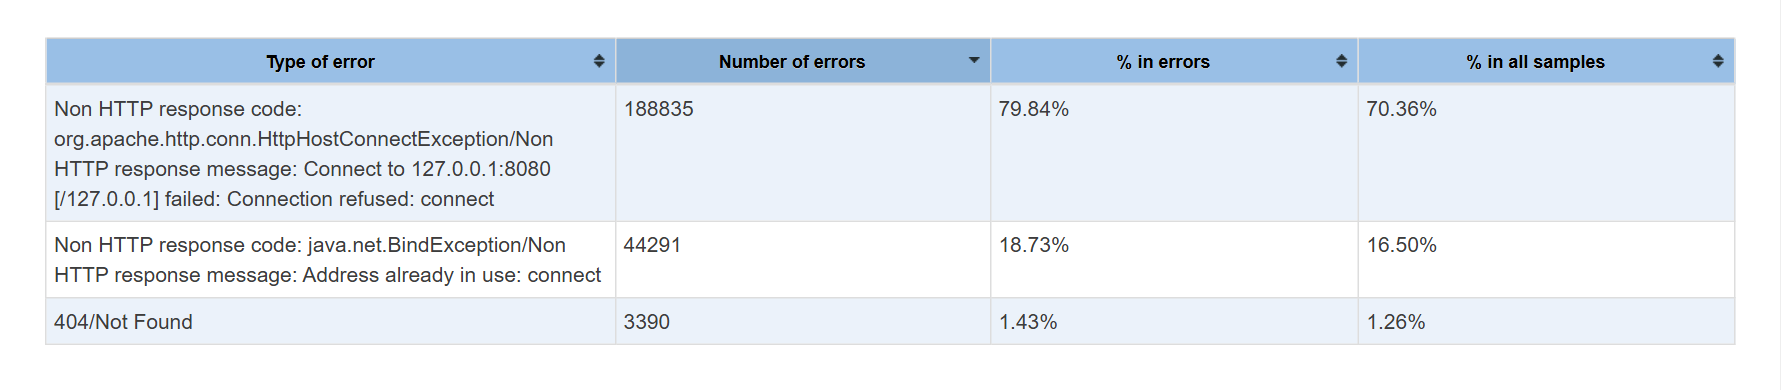 Type of error Number of errors % in errors % in all samples
Non HTTP response code: 188835 79.84% 70.36%
org.apache.http.conn.HttpHostConnectException/Non
HTTP response message: Connect to 127.0.0.1:8080
[/127.0.0.1] failed: Connection refused: connect
Non HTTP response code: java.net.BindException/Non 44291 18.73% 16.50%
HTTP response message: Address already in use: connect
404/Not Found 3390 1.43% 1.26%